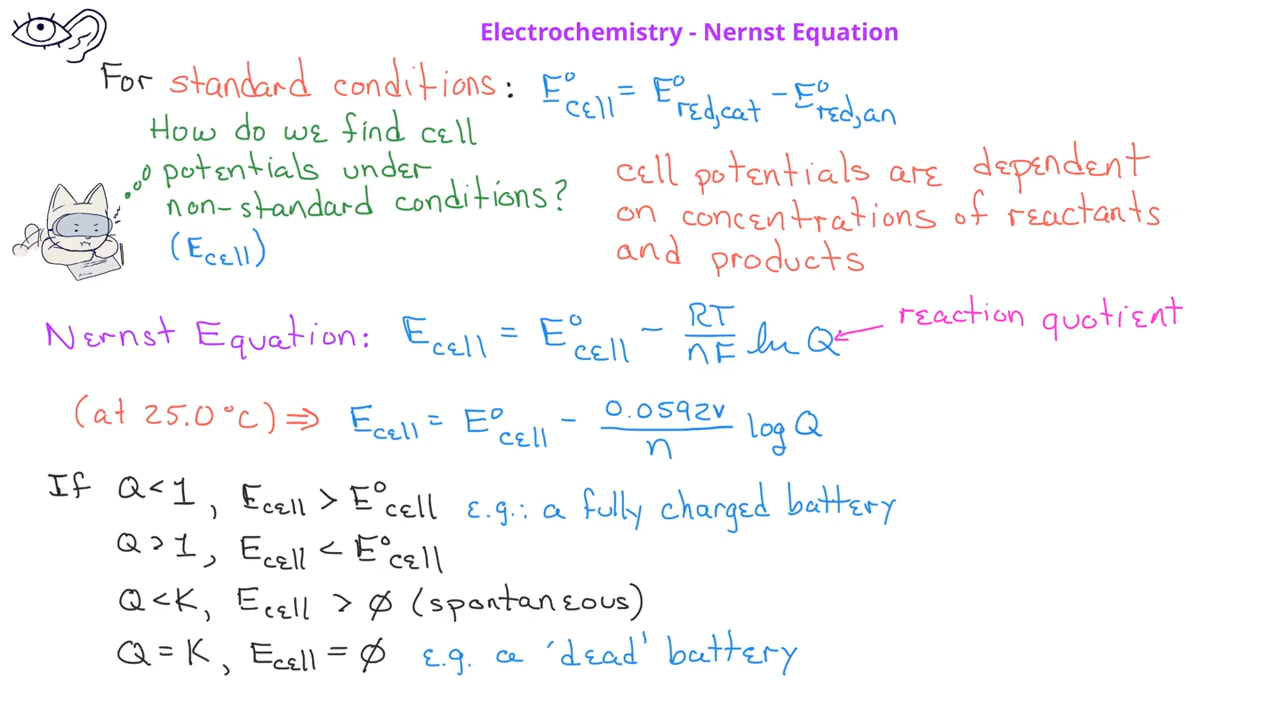 Electrochemistry - Nernst Equation
For standard conditions: E°cell = E°red,cat - E°red,an
How do we find cell
potentials under
non-standard conditions?
(Ecell)
cell potentials are dependent
on concentrations of reactants
and products
Nernst Equation: Ecell = E°cell - RT/nF ln Q
reaction quotient
(at 25.0°C) ⇒ Ecell = E°cell - 0.0592V/n log Q
If Q < 1, Ecell > E°cell e.g.: a fully charged battery
Q > 1, Ecell < E°cell
Q < K, Ecell > ∅ (spontaneous)
Q = K, Ecell = ∅ e.g. a 'dead' battery